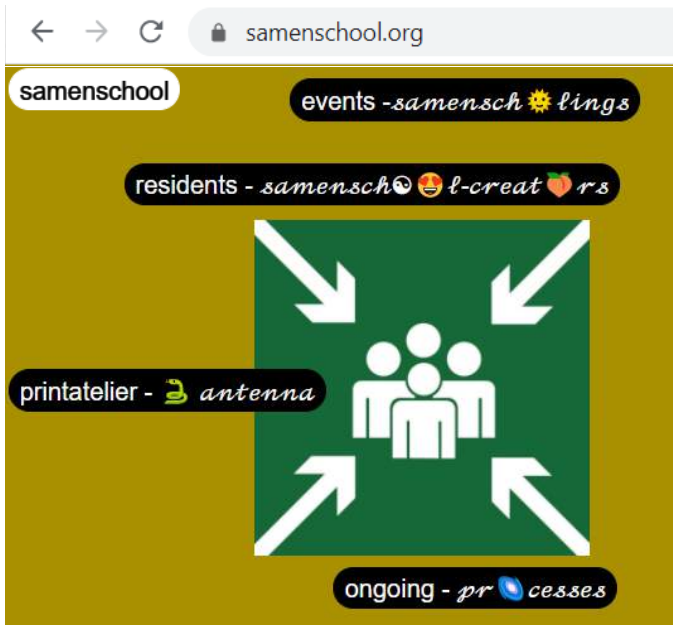 samenschool.org
samenschool
events -𝓈𝒶𝓂𝑒𝓃𝓈𝒸𝒽🌞ℓ𝒾𝓃𝑔𝓈
residents - 𝓈𝒶𝓂𝑒𝓃𝓈𝒸𝒽☯😍ℓ-𝒸𝓇𝑒𝒶𝓉🍑𝓇𝓈
printatelier - 🐍 𝒶𝓃𝓉𝑒𝓃𝓃𝒶
ongoing - 𝓅𝓇🌌𝒸𝑒𝓈𝓈𝑒𝓈